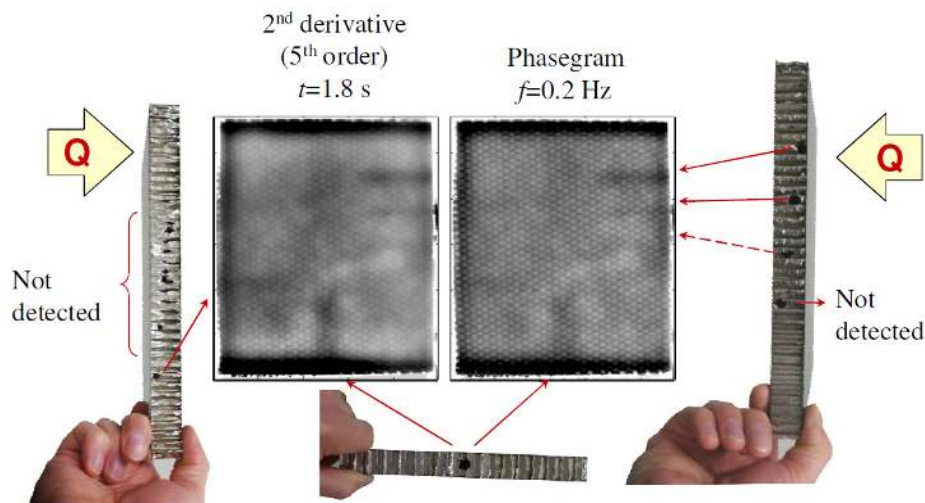 2nd derivative
(5th order)
t=1.8 s
Phasegram
f=0.2 Hz
Q
Q
Not
detected
Not
detected